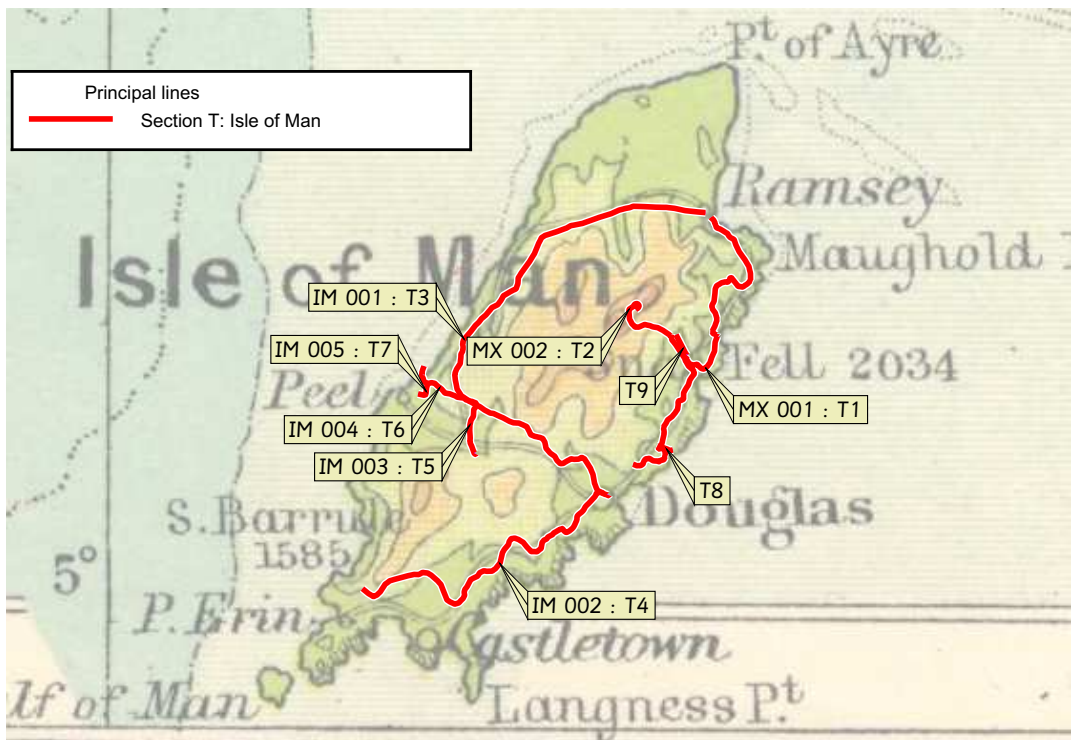 Pt of Ayre
Principal lines
Section T: Isle of Man
Ramsey
Maughold
Isle of Man
IM 001 : T3
IM 005 : T7
MX 002 : T2
Fell 2034
Peel
T9
MX 001 : T1
IM 004 : T6
IM 003 : T5
T8
Douglas
S. Barrule
1585
5°
IM 002 : T4
P. Erin
Castletown
alf of Man
Langness Pt